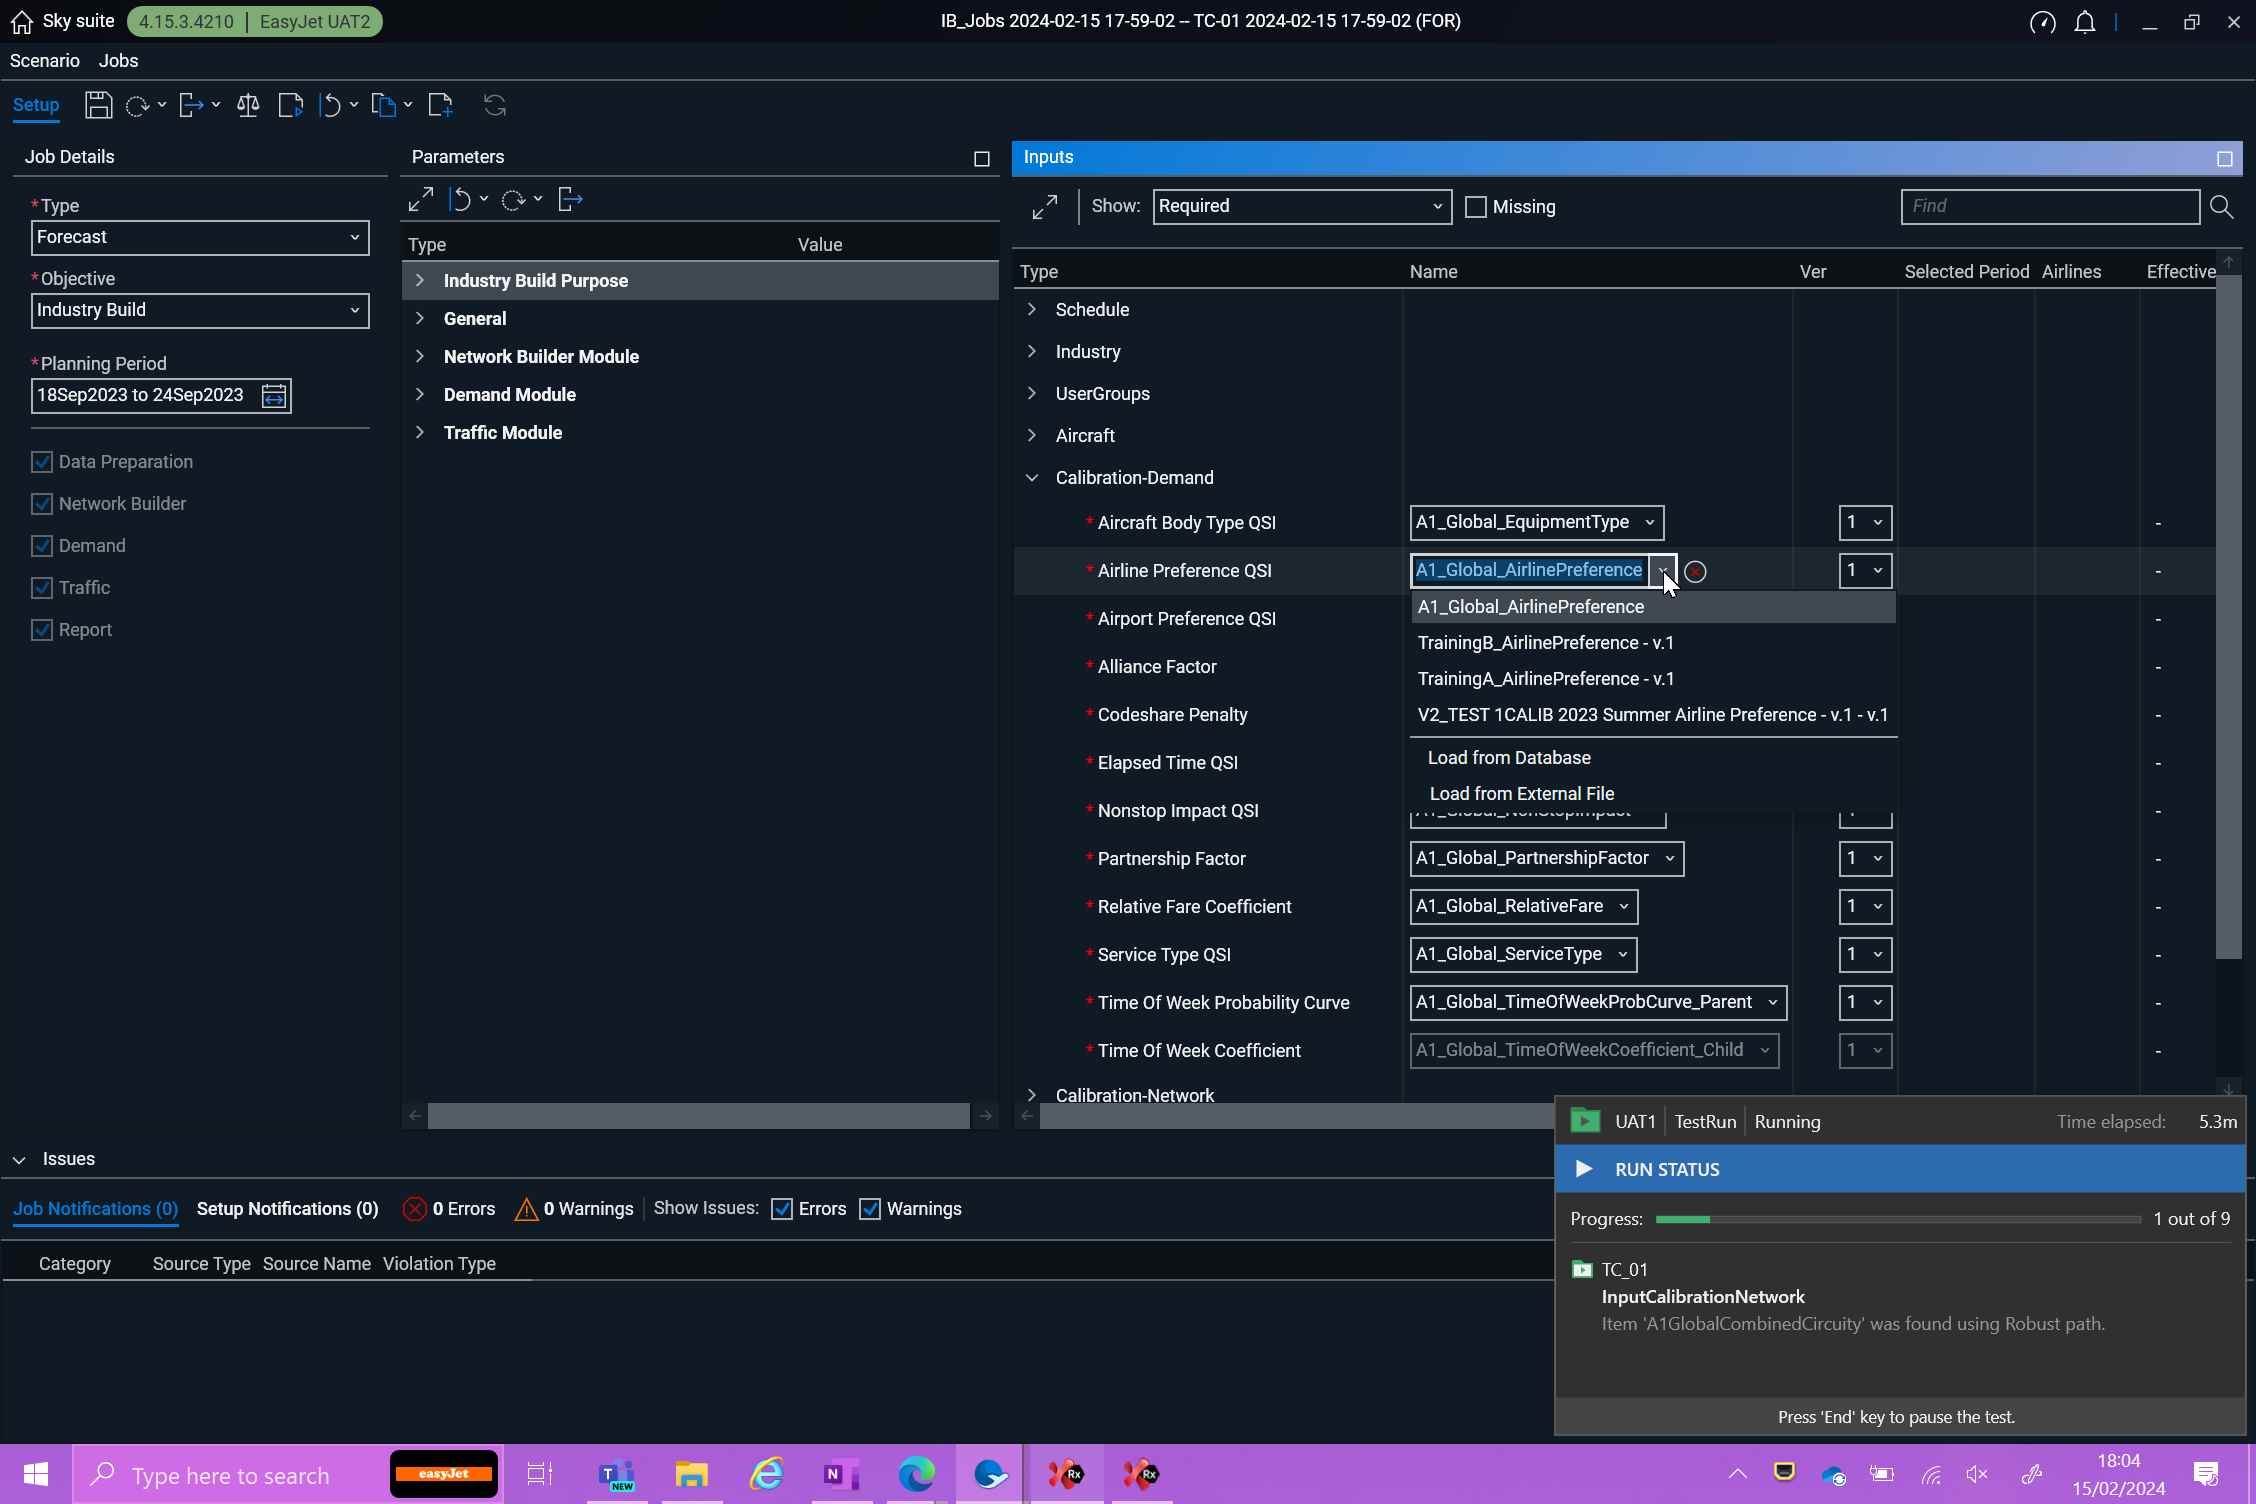 Sky suite 4.15.3.4210 | EasyJet UAT2
IB_Jobs 2024-02-15 17-59-02 -- TC-01 2024-02-15 17-59-02 (FOR)
Scenario Jobs
Setup
Job Details
*Type
Forecast
*Objective
Industry Build
*Planning Period
18Sep2023 to 24Sep2023
Data Preparation
Network Builder
Demand
Traffic
Report
Parameters
Type Value
Industry Build Purpose
General
Network Builder Module
Demand Module
Traffic Module
Inputs
Show: Required Missing Find
Type Name Ver Selected Period Airlines Effective
Schedule
Industry
UserGroups
Aircraft
Calibration-Demand
* Aircraft Body Type QSI A1_Global_EquipmentType 1 -
* Airline Preference QSI A1_Global_AirlinePreference 1 -
A1_Global_AirlinePreference
TrainingB_AirlinePreference - v.1
TrainingA_AirlinePreference - v.1
V2_TEST 1CALIB 2023 Summer Airline Preference - v.1 - v.1
Load from Database
Load from External File
* Airport Preference QSI -
* Alliance Factor -
* Codeshare Penalty -
* Elapsed Time QSI -
* Nonstop Impact QSI -
* Partnership Factor A1_Global_PartnershipFactor 1 -
* Relative Fare Coefficient A1_Global_RelativeFare 1 -
* Service Type QSI A1_Global_ServiceType 1 -
* Time Of Week Probability Curve A1_Global_TimeOfWeekProbCurve_Parent 1 -
* Time Of Week Coefficient A1_Global_TimeOfWeekCoefficient_Child 1 -
Calibration-Network
Issues
Job Notifications (0) Setup Notifications (0) 0 Errors 0 Warnings Show Issues: Errors Warnings
Category Source Type Source Name Violation Type
UAT1 | TestRun | Running Time elapsed: 5.3m
RUN STATUS
Progress: 1 out of 9
TC_01
InputCalibrationNetwork
Item 'A1GlobalCombinedCircuity' was found using Robust path.
Press 'End' key to pause the test.
Type here to search
easyJet
T
NEW
N
Rx
Rx
18:04
15/02/2024